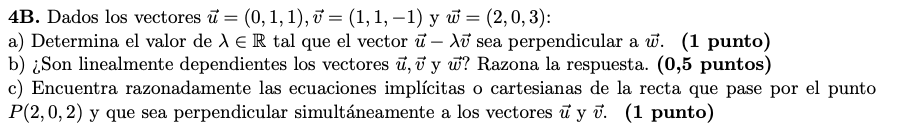 4B. Dados los vectores $\vec{u} = (0, 1, 1), \vec{v} = (1, 1, -1)$ y $\vec{w} = (2, 0, 3)$:
a) Determina el valor de $\lambda \in \mathbb{R}$ tal que el vector $\vec{u} - \lambda\vec{v}$ sea perpendicular a $\vec{w}$. (1 punto)
b) ¿Son linealmente dependientes los vectores $\vec{u}, \vec{v}$ y $\vec{w}$? Razona la respuesta. (0,5 puntos)
c) Encuentra razonadamente las ecuaciones implícitas o cartesianas de la recta que pase por el punto
$P(2, 0, 2)$ y que sea perpendicular simultáneamente a los vectores $\vec{u}$ y $\vec{v}$. (1 punto)